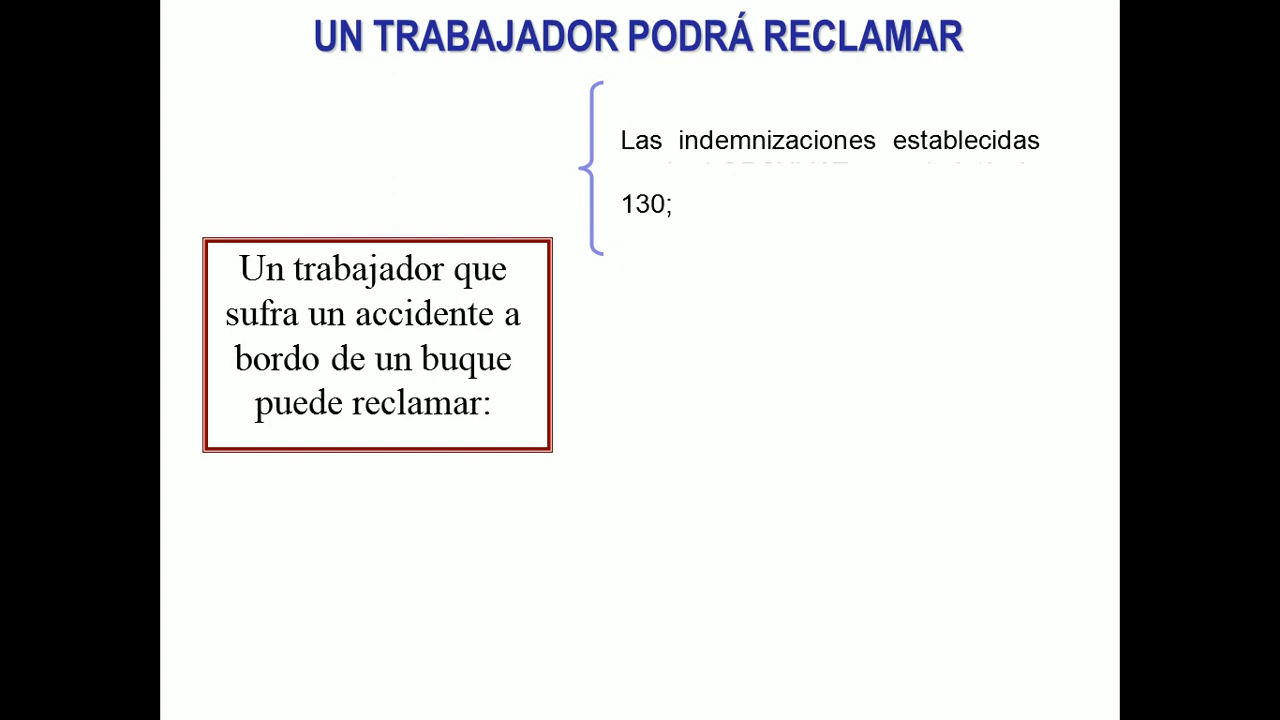 UN TRABAJADOR PODRÁ RECLAMAR
Las indemnizaciones establecidas
130;
Un trabajador que
sufra un accidente a
bordo de un buque
puede reclamar: